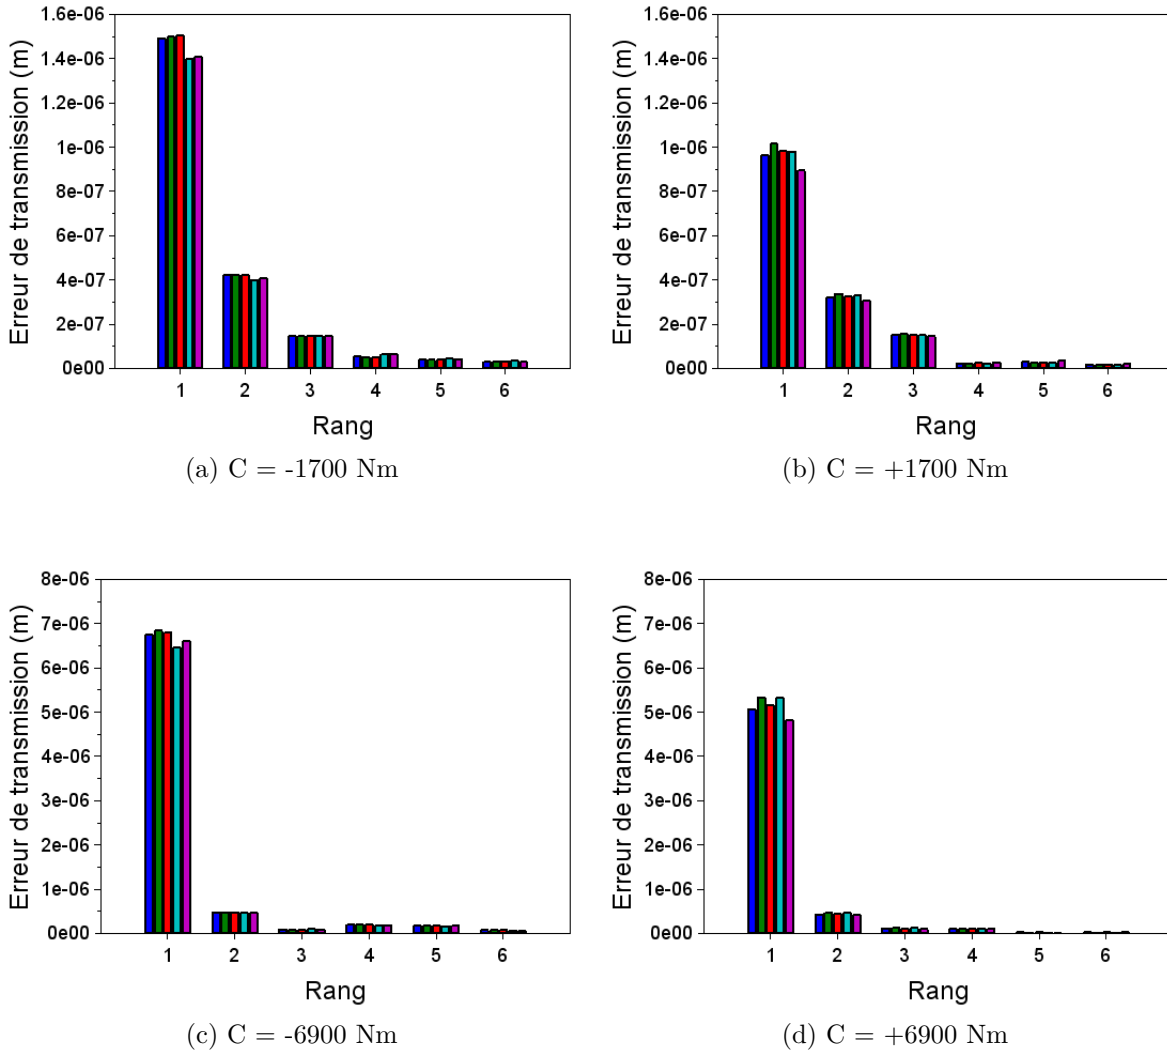 1.6e-06
1.4e-06
1.2e-06
1e-06
8e-07
6e-07
4e-07
2e-07
0e00
Erreur de transmission (m)
1 2 3 4 5 6
Rang
(a) C = -1700 Nm
1.6e-06
1.4e-06
1.2e-06
1e-06
8e-07
6e-07
4e-07
2e-07
0e00
Erreur de transmission (m)
1 2 3 4 5 6
Rang
(b) C = +1700 Nm
8e-06
7e-06
6e-06
5e-06
4e-06
3e-06
2e-06
1e-06
0e00
Erreur de transmission (m)
1 2 3 4 5 6
Rang
(c) C = -6900 Nm
8e-06
7e-06
6e-06
5e-06
4e-06
3e-06
2e-06
1e-06
0e00
Erreur de transmission (m)
1 2 3 4 5 6
Rang
(d) C = +6900 Nm